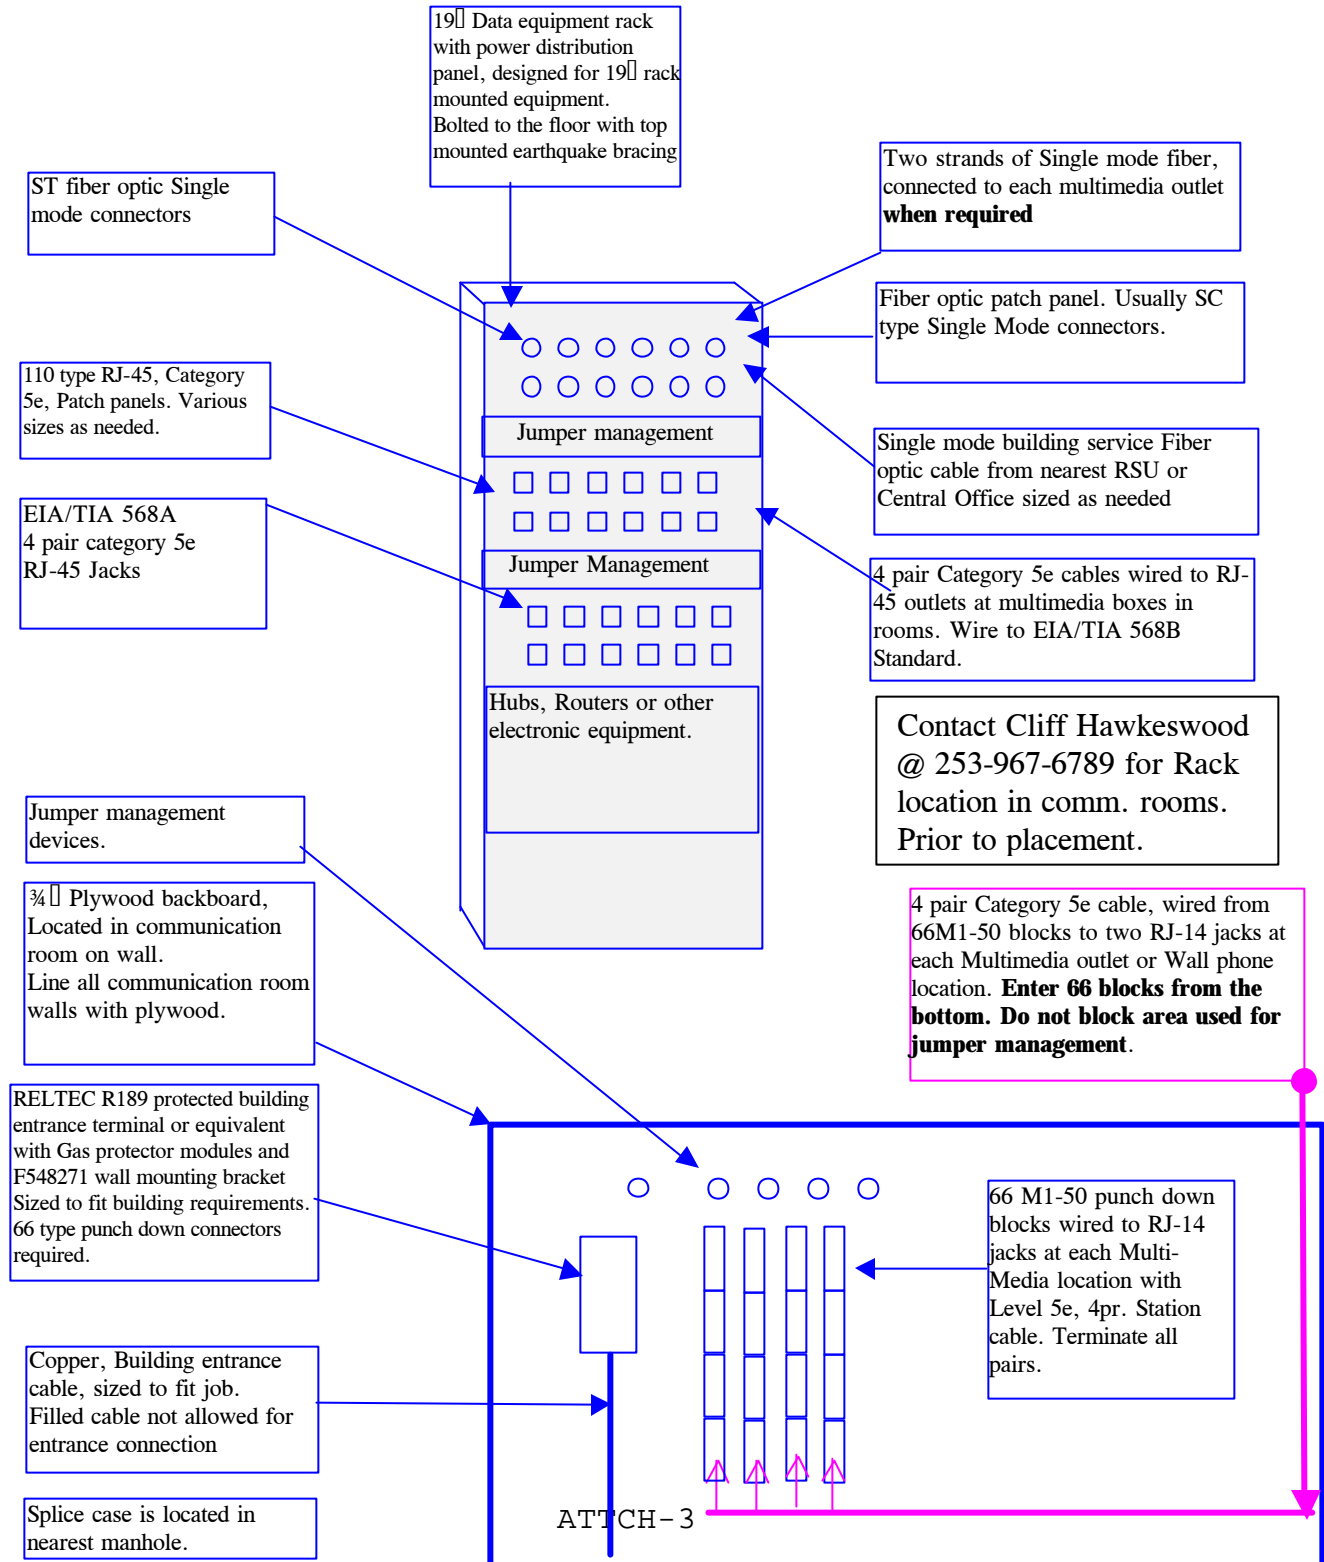 19▯ Data equipment rack
with power distribution
panel, designed for 19▯ rack
mounted equipment.
Bolted to the floor with top
mounted earthquake bracing
Two strands of Single mode fiber,
connected to each multimedia outlet
when required
ST fiber optic Single
mode connectors
Fiber optic patch panel. Usually SC
type Single Mode connectors.
110 type RJ-45, Category
5e, Patch panels. Various
sizes as needed.
Jumper management
Single mode building service Fiber
optic cable from nearest RSU or
Central Office sized as needed
EIA/TIA 568A
4 pair category 5e
RJ-45 Jacks
Jumper Management
4 pair Category 5e cables wired to RJ-
45 outlets at multimedia boxes in
rooms. Wire to EIA/TIA 568B
Standard.
Hubs, Routers or other
electronic equipment.
Contact Cliff Hawkeswood
@ 253-967-6789 for Rack
location in comm. rooms.
Prior to placement.
Jumper management
devices.
¾▯ Plywood backboard,
Located in communication
room on wall.
Line all communication room
walls with plywood.
4 pair Category 5e cable, wired from
66M1-50 blocks to two RJ-14 jacks at
each Multimedia outlet or Wall phone
location. Enter 66 blocks from the
bottom. Do not block area used for
jumper management.
RELTEC R189 protected building
entrance terminal or equivalent
with Gas protector modules and
F548271 wall mounting bracket
Sized to fit building requirements.
66 type punch down connectors
required.
66 M1-50 punch down
blocks wired to RJ-14
jacks at each Multi-
Media location with
Level 5e, 4pr. Station
cable. Terminate all
pairs.
Copper, Building entrance
cable, sized to fit job.
Filled cable not allowed for
entrance connection
Splice case is located in
nearest manhole.
ATTCH-3